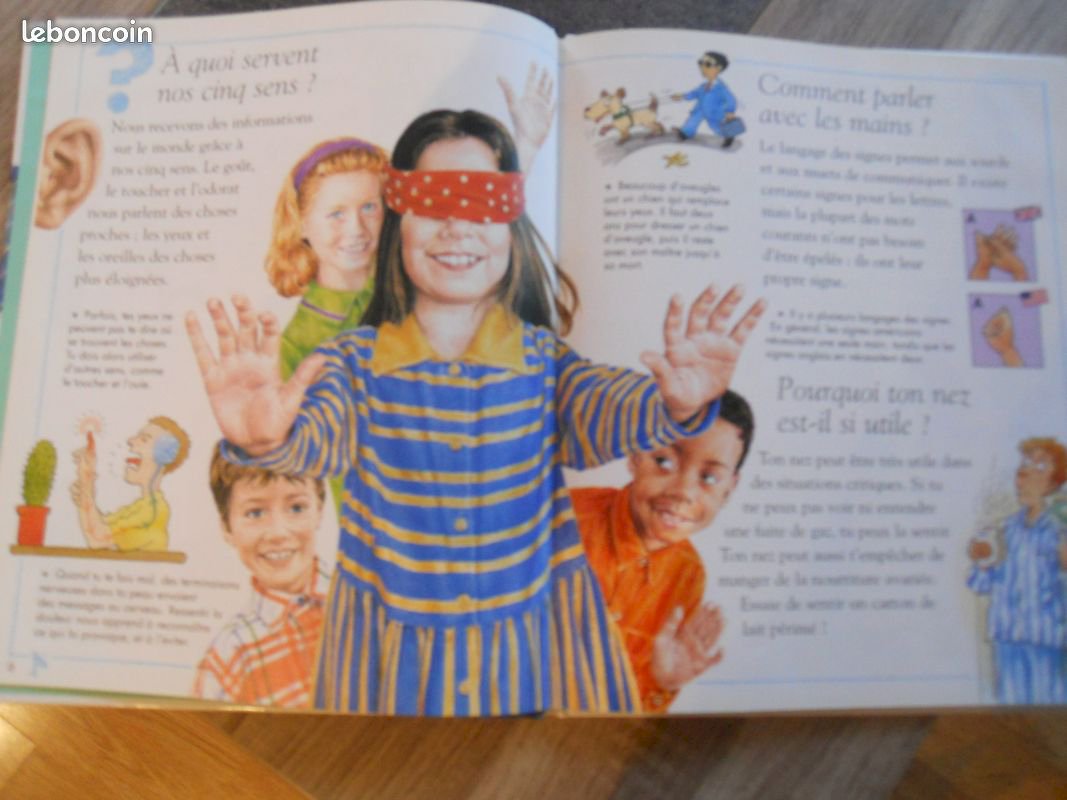 leboncoin
À quoi servent
nos cinq sens ?
Nous recevons des informations
sur le monde grâce à
nos cinq sens. Le goût,
le toucher et l'odorat
nous parlent des choses
proches ; les yeux et
les oreilles des choses
plus éloignées.
Parfois, tes yeux ne
peuvent pas te dire où
se trouvent les choses.
Tu dois alors utiliser
d'autres sens, comme
le toucher et l'ouïe.
Quand tu te fais mal, des terminaisons
nerveuses dans ta peau envoient
des messages au cerveau. Ressentir la
douleur nous apprend à reconnaître
ce qui la provoque, et à l'éviter.
Beaucoup d'aveugles
ont un chien qui remplace
leurs yeux. Il faut deux
ans pour dresser un chien
d'aveugle, puis il reste
avec son maître jusqu'à
sa mort.
Comment parler
avec les mains ?
Le langage des signes permet aux sourds
et aux muets de communiquer. Il existe
certains signes pour les lettres,
mais la plupart des mots
courants n'ont pas besoin
d'être épelés : ils ont leur
propre signe.
A
A
Il y a plusieurs langages des signes.
En général, les signes américains
nécessitent une seule main, tandis que les
signes anglais en nécessitent deux.
Pourquoi ton nez
est-il si utile ?
Ton nez peut être très utile dans
des situations critiques. Si tu
ne peux pas voir ni entendre
une fuite de gaz, tu peux la sentir.
Ton nez peut aussi t'empêcher de
manger de la nourriture avariée.
Essaie de sentir un carton de
lait périmé !